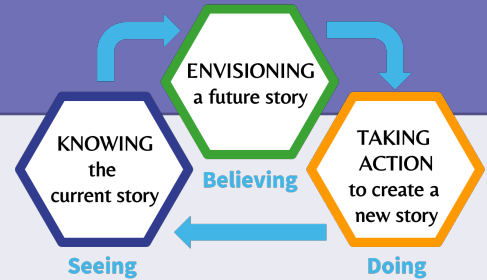 KNOWING
the
current story
Seeing
ENVISIONING
a future story
Believing
TAKING
ACTION
to create a
new story
Doing